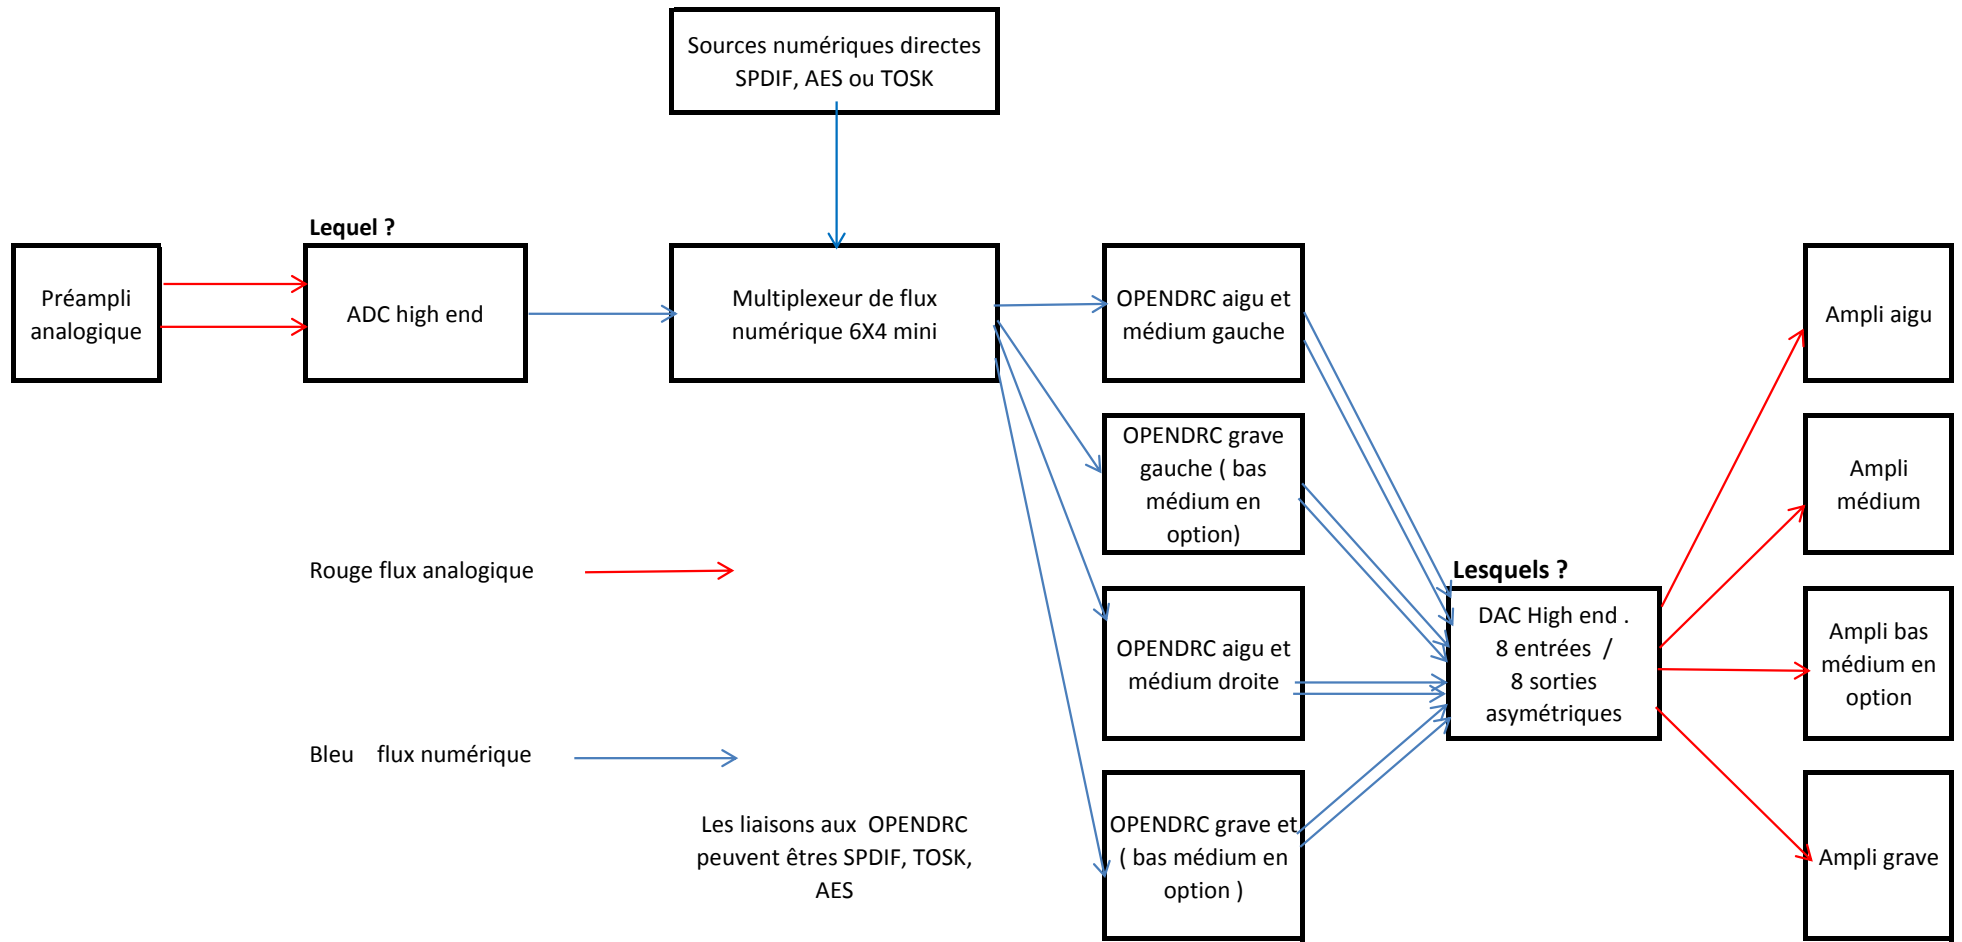 Sources numériques directes
SPDIF, AES ou TOSK
Lequel ?
Préampli
analogique
ADC high end
Multiplexeur de flux
numérique 6X4 mini
OPENDRC aigu et
médium gauche
Ampli aigu
OPENDRC grave
gauche ( bas
médium en
option)
Ampli
médium
Rouge flux analogique
Lesquels ?
OPENDRC aigu et
médium droite
DAC High end .
8 entrées /
8 sorties
asymétriques
Ampli bas
médium en
option
Bleu flux numérique
Les liaisons aux OPENDRC
peuvent êtres SPDIF, TOSK,
AES
OPENDRC grave et
( bas médium en
option )
Ampli grave